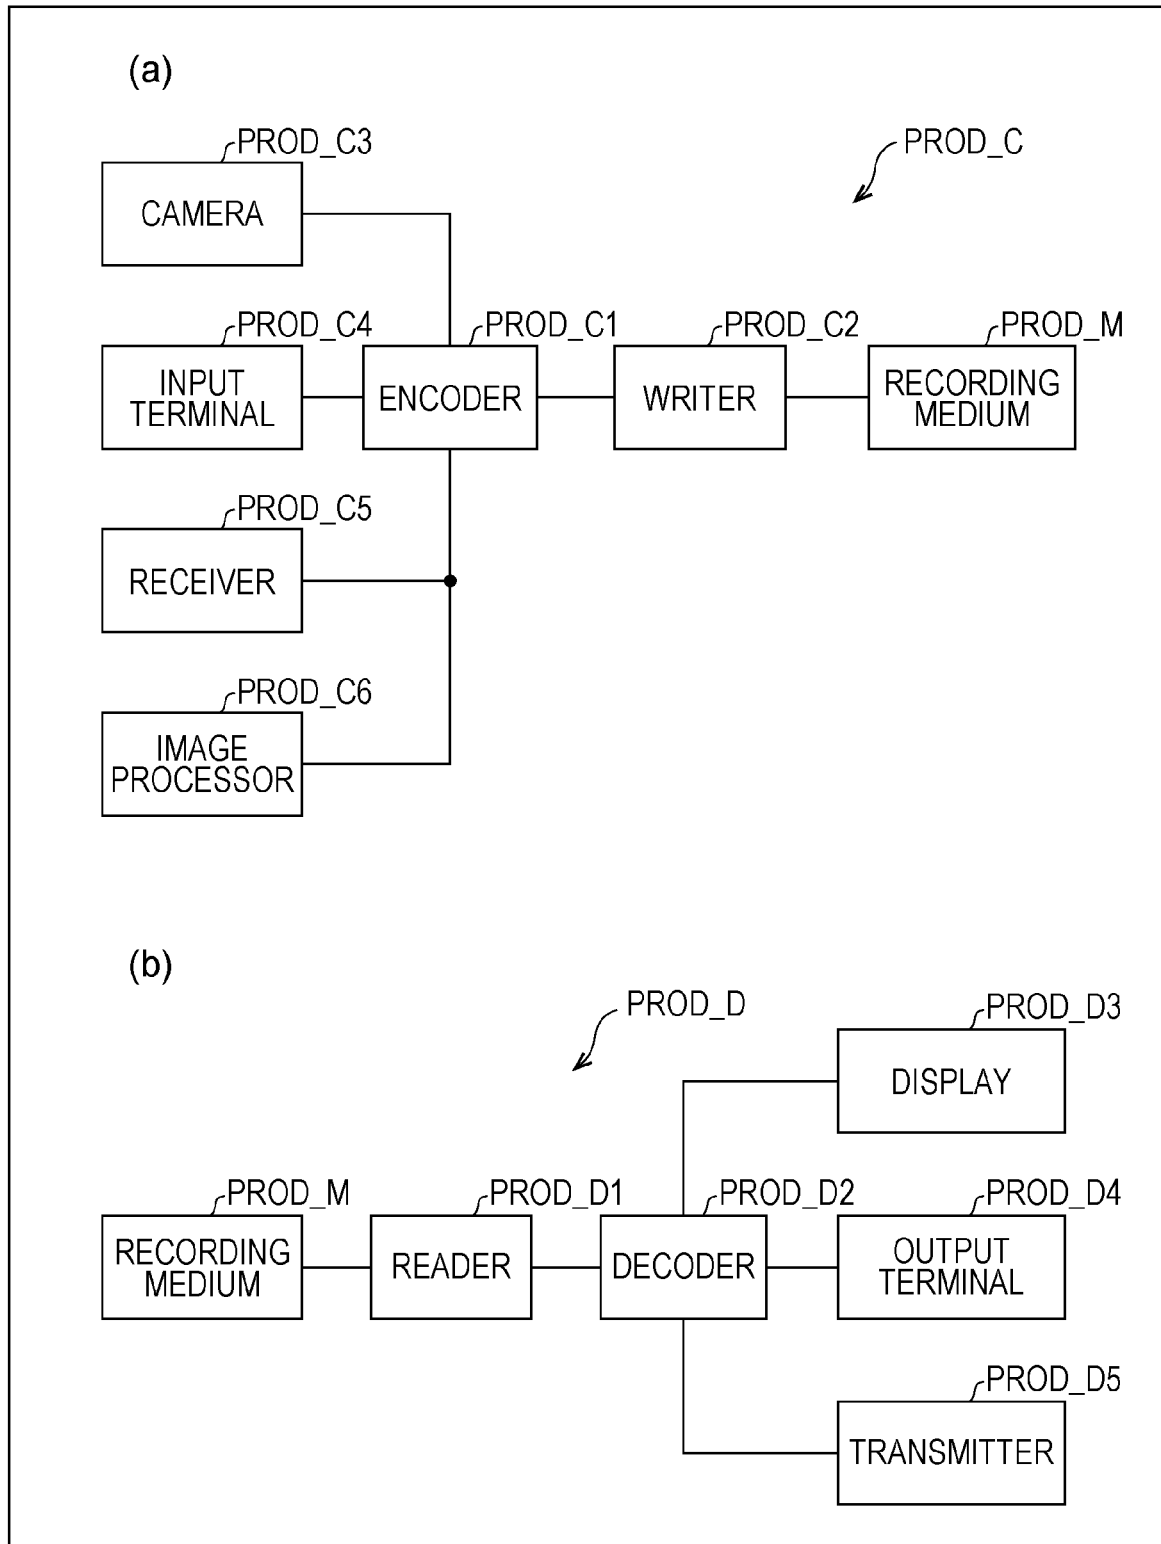 (a)
PROD_C3
PROD_C
CAMERA
PROD_C4
PROD_C1
PROD_C2
PROD_M
INPUT
TERMINAL
ENCODER
WRITER
RECORDING
MEDIUM
PROD_C5
RECEIVER
PROD_C6
IMAGE
PROCESSOR
(b)
PROD_D
PROD_D3
DISPLAY
PROD_M
PROD_D1
PROD_D2
PROD_D4
RECORDING
MEDIUM
READER
DECODER
OUTPUT
TERMINAL
PROD_D5
TRANSMITTER